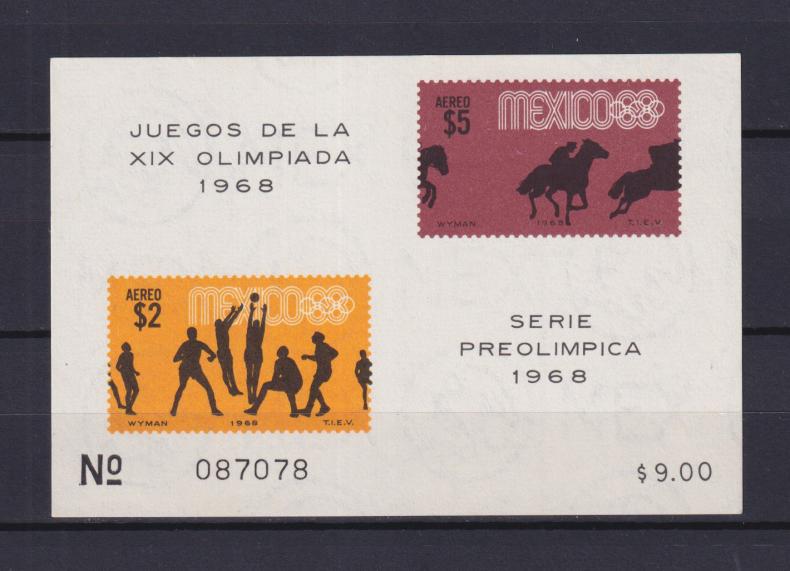 JUEGOS DE LA
XIX OLIMPIADA
1968
AEREO
$5
MEXICO68
WYMAN 1968 T.I.E.V.
AEREO
$2
MEXICO68
WYMAN 1968 T.I.E.V.
SERIE
PREOLIMPICA
1968
Nº 087078
$9.00